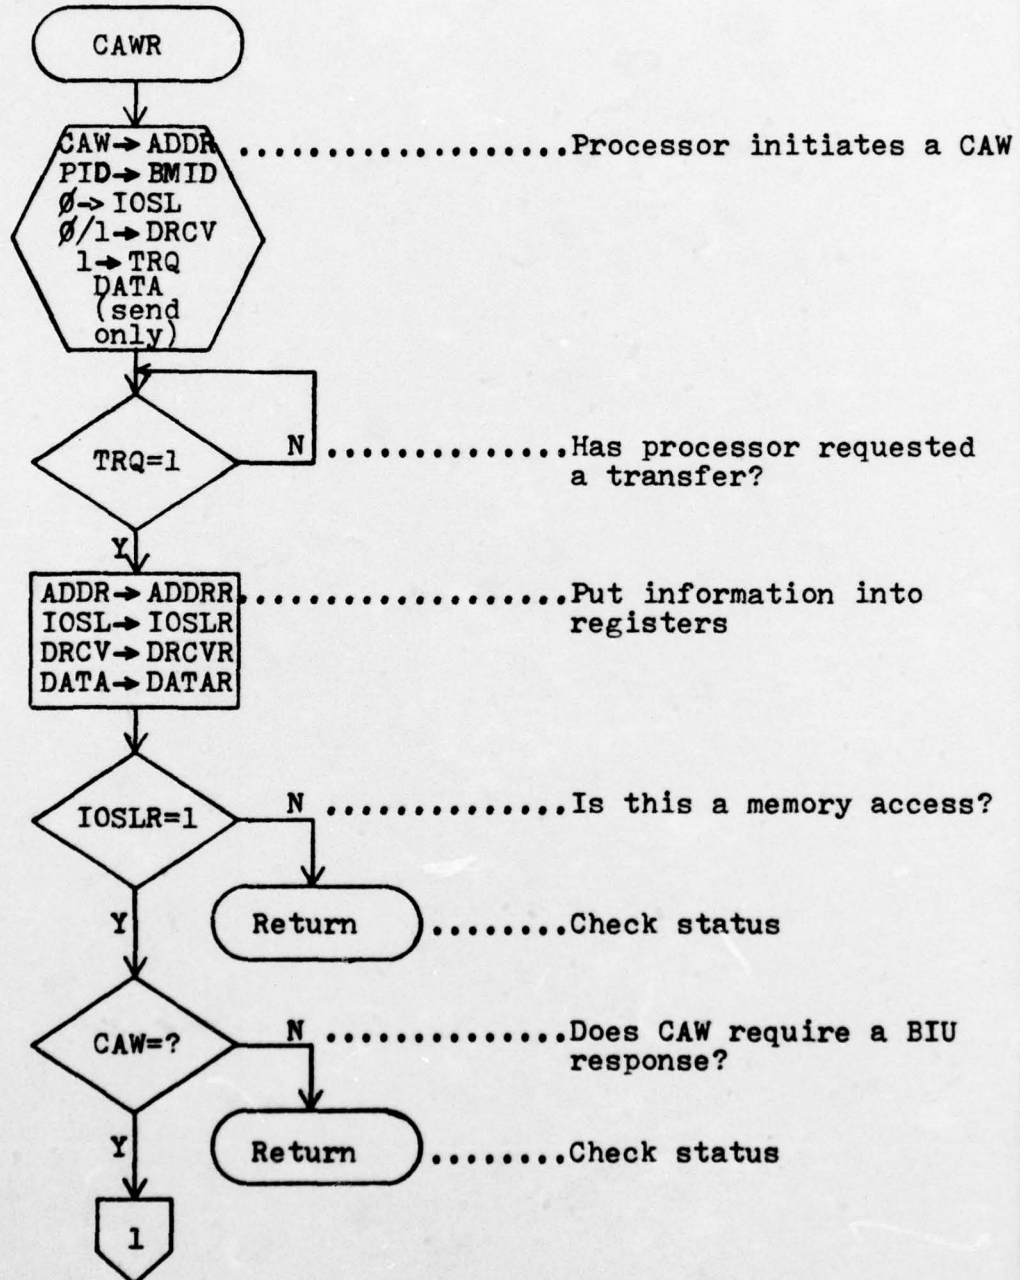 CAWR
CAW→ ADDR ...................Processor initiates a CAW
PID→ BMID
Ø→ IOSL
Ø/1→ DRCV
1→ TRQ
DATA
(send
only)
TRQ=1
N ..............Has processor requested
a transfer?
Y
ADDR→ ADDRR...................Put information into
registers
IOSL→ IOSLR
DRCV→ DRCVR
DATA→ DATAR
IOSLR=1
N ..............Is this a memory access?
Return ........Check status
Y
CAW=?
N ..............Does CAW require a BIU
response?
Return ........Check status
Y
1